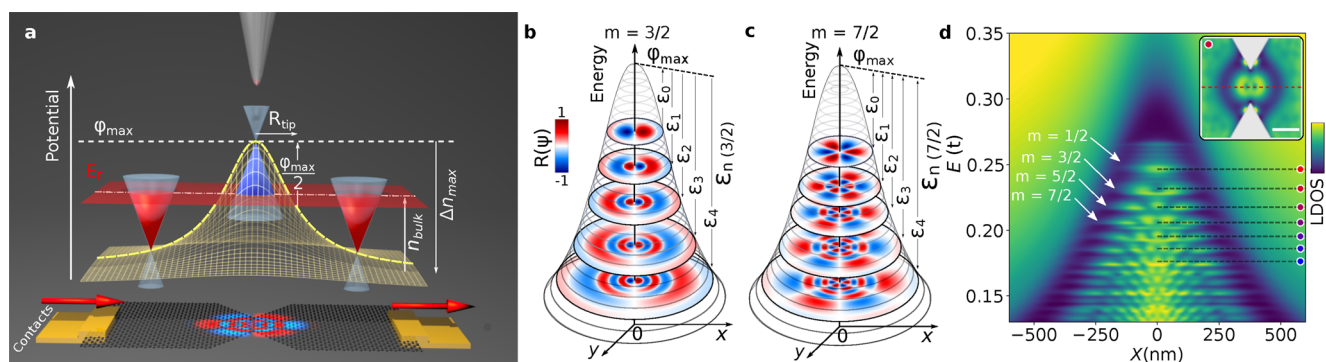 a
Potential
φmax
EF
Rtip
φmax
2
nbulk
Δnmax
Contacts
b
m = 3/2
φmax
Energy
R(ψ)
1
-1
ε0
ε1
ε2
ε3
ε4
εn (3/2)
y
0
x
c
m = 7/2
φmax
Energy
ε0
ε1
ε2
ε3
ε4
εn (7/2)
y
0
x
d
E (t)
0.35
0.30
0.25
0.20
0.15
m = 1/2
m = 3/2
m = 5/2
m = 7/2
−500
−250
0
250
500
X(nm)
LDOS